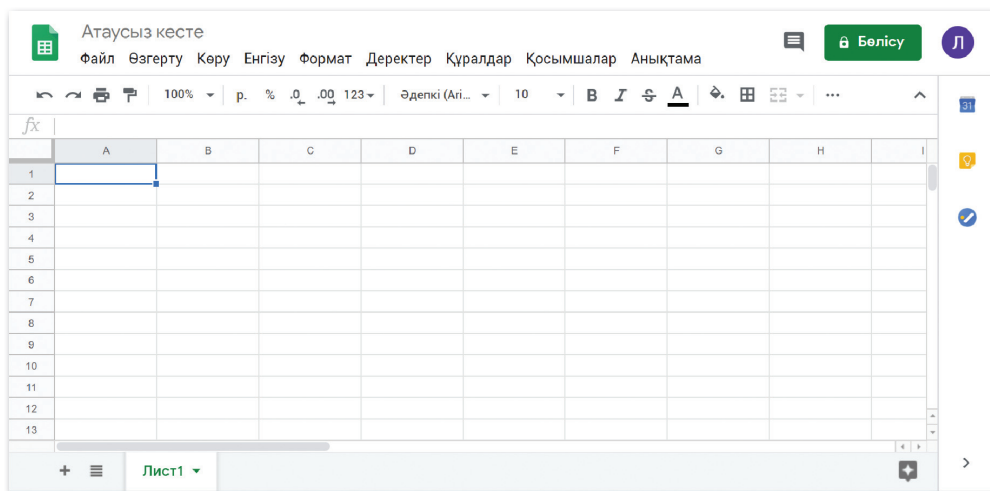 Атаусыз кесте
Файл Өзгерту Көру Енгізу Формат Деректер Құралдар Қосымшалар Анықтама
Бөлісу
Л
100% р. % .0 .00 123 Әдепкі (Ari... 10 B I S A ...
31
fx
A B C D E F G H I
1
2
3
4
5
6
7
8
9
10
11
12
13
Лист1